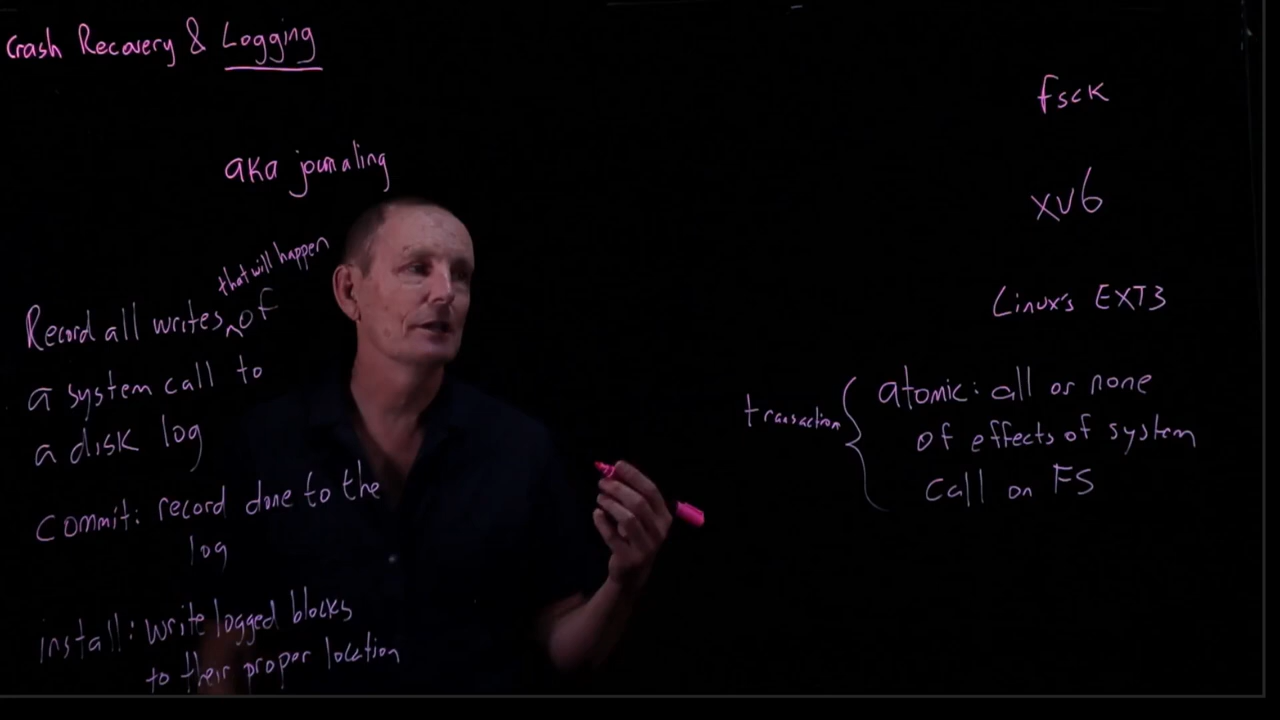 Crash Recovery & Logging
aka journaling
that will happen
Record all writes ^ of
a system call to
a disk log
Commit: record done to the
log
install: write logged blocks
to their proper location
fsck
xv6
Linux's EXT3
transaction
atomic: all or none
of effects of system
call on FS